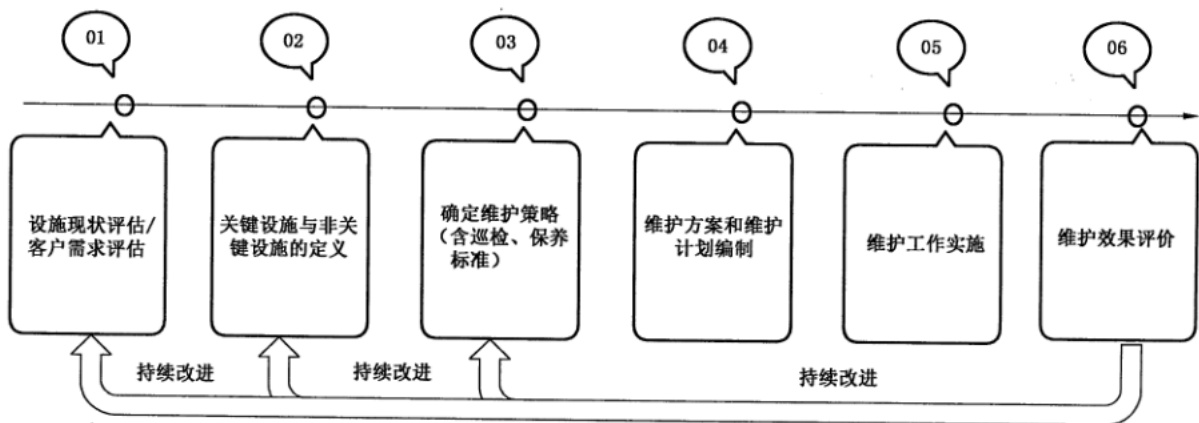 01
02
03
04
05
06
设施现状评估/
客户需求评估
关键设施与非关
键设施的定义
确定维护策略
（含巡检、保养
标准）
维护方案和维护
计划编制
维护工作实施
维护效果评价
持续改进
持续改进
持续改进